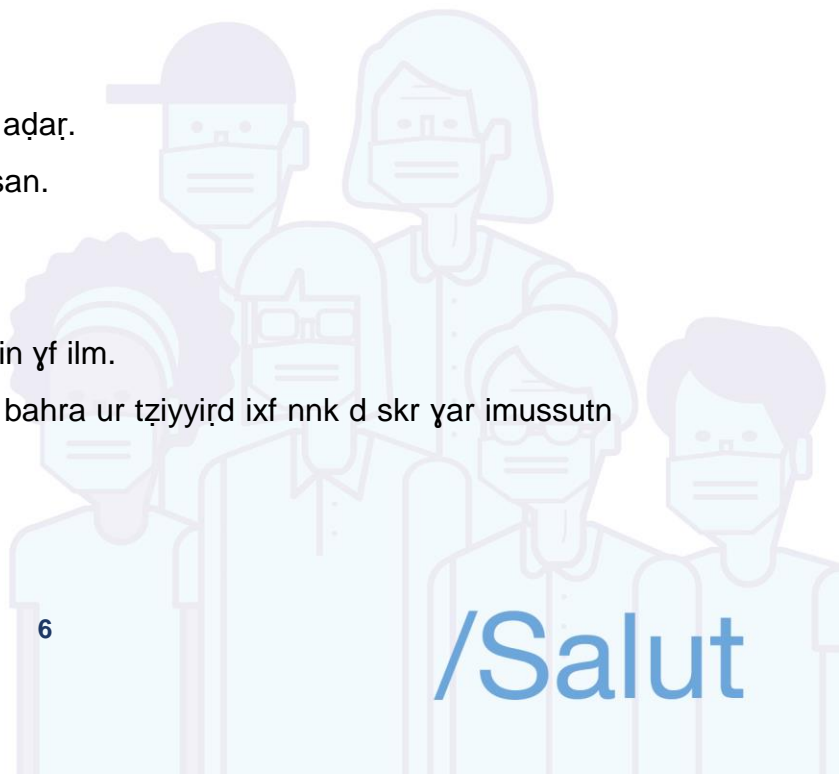 aḍaṛ.
san.
in ɣf ilm.
bahra ur tẓiyyiṛd ixf nnk d skr ɣar imussutn
6
/Salut